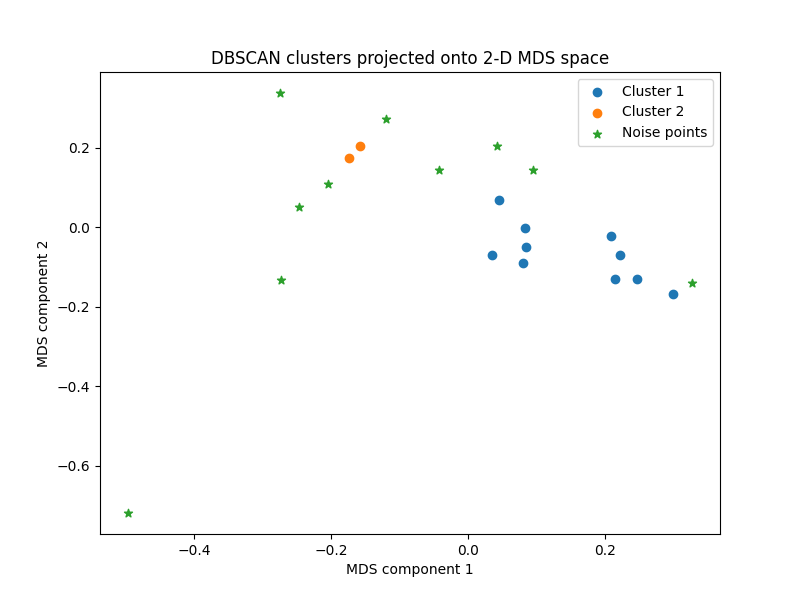 DBSCAN clusters projected onto 2-D MDS space
Cluster 1
Cluster 2
Noise points
0.2
0.0
−0.2
−0.4
−0.6
MDS component 2
−0.4
−0.2
0.0
0.2
MDS component 1